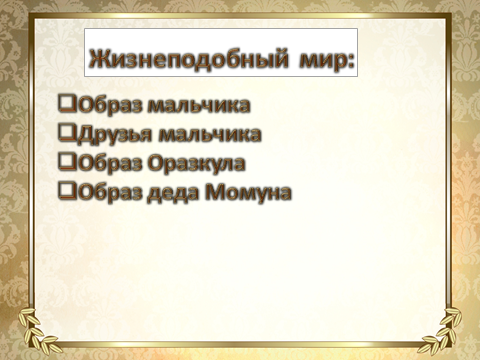 Жизнеподобный мир:
❑Образ мальчика
❑Друзья мальчика
❑Образ Оразкула
❑Образ деда Момуна